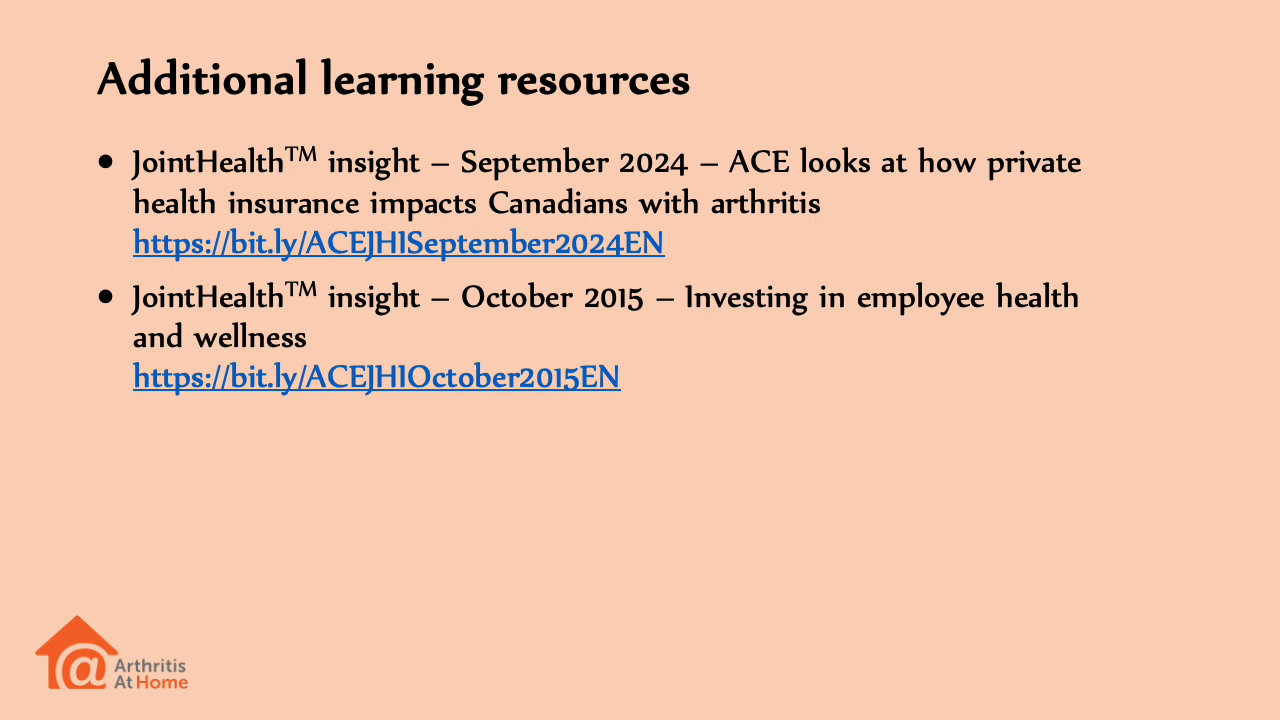 Additional learning resources
• JointHealth™ insight – September 2024 – ACE looks at how private
health insurance impacts Canadians with arthritis
https://bit.ly/ACEJHISeptember2024EN
• JointHealth™ insight – October 2015 – Investing in employee health
and wellness
https://bit.ly/ACEJHIOctober2015EN
@ Arthritis
At Home